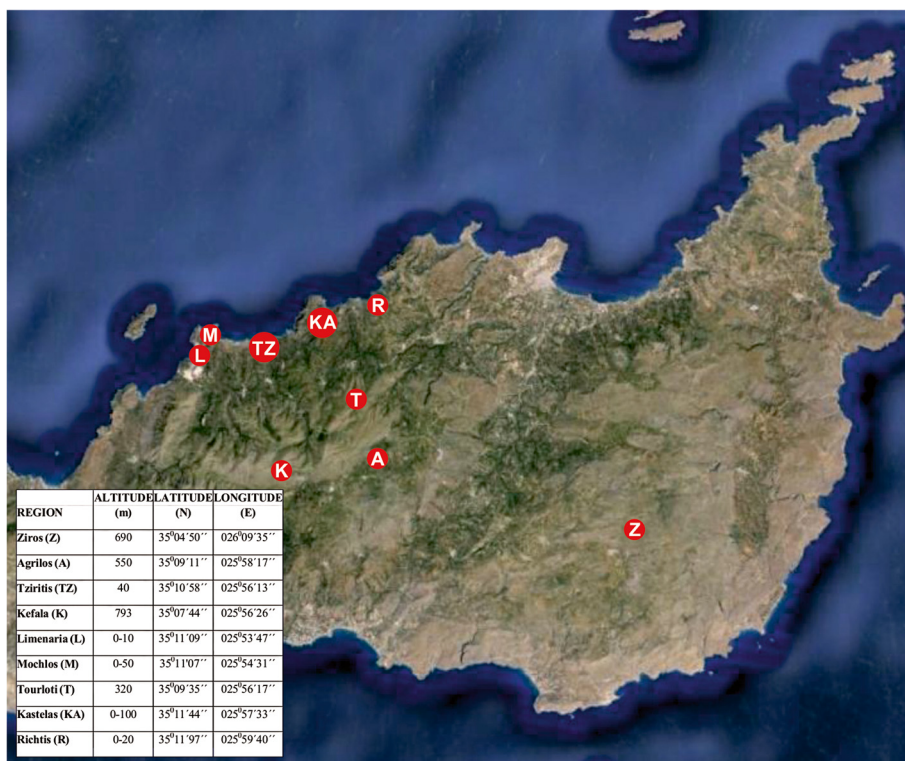 R
KA
M
TZ
L
T
A
K
Z
REGION ALTITUDE (m) LATITUDE (N) LONGITUDE (E)
Ziros (Z) 690 35⁰04´50´´ 026⁰09´35´´
Agrilos (A) 550 35⁰09´11´´ 025⁰58´17´´
Tziritis (TZ) 40 35⁰10´58´´ 025⁰56´13´´
Kefala (K) 793 35⁰07´44´´ 025⁰56´26´´
Limenaria (L) 0-10 35⁰11´09´´ 025⁰53´47´´
Mochlos (M) 0-50 35⁰11´07´´ 025⁰54´31´´
Tourloti (T) 320 35⁰09´35´´ 025⁰56´17´´
Kastelas (KA) 0-100 35⁰11´44´´ 025⁰57´33´´
Richtis (R) 0-20 35⁰11´97´´ 025⁰59´40´´